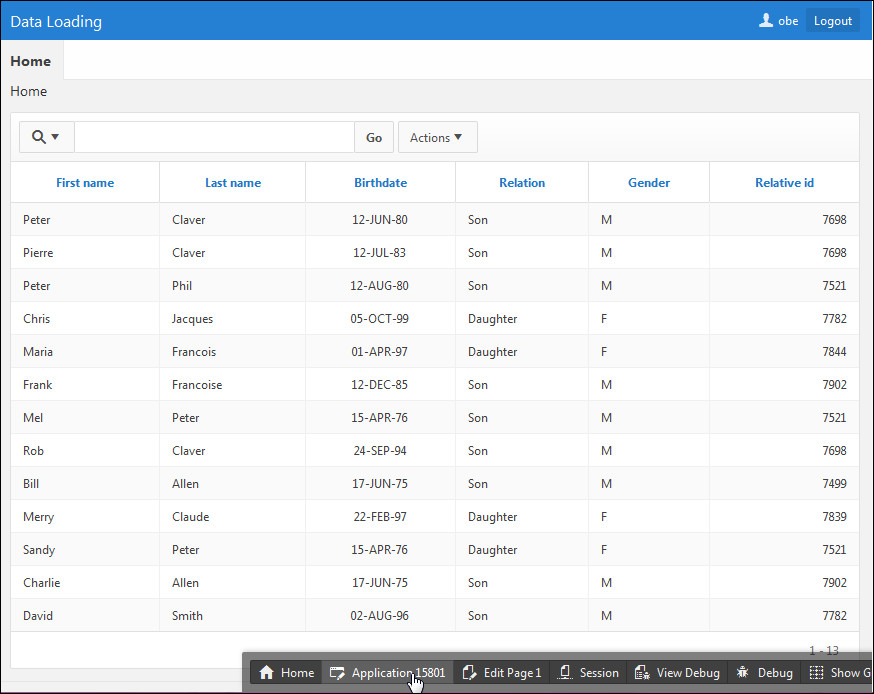 Data Loading obe Logout
Home
Home
Go Actions
First name Last name Birthdate Relation Gender Relative id
Peter Claver 12-JUN-80 Son M 7698
Pierre Claver 12-JUL-83 Son M 7698
Peter Phil 12-AUG-80 Son M 7521
Chris Jacques 05-OCT-99 Daughter F 7782
Maria Francois 01-APR-97 Daughter F 7844
Frank Francoise 12-DEC-85 Son M 7902
Mel Peter 15-APR-76 Son M 7521
Rob Claver 24-SEP-94 Son M 7698
Bill Allen 17-JUN-75 Son M 7499
Merry Claude 22-FEB-97 Daughter F 7839
Sandy Peter 15-APR-76 Daughter F 7521
Charlie Allen 17-JUN-75 Son M 7902
David Smith 02-AUG-96 Son M 7782
1 - 13
Home Application 15801 Edit Page 1 Session View Debug Debug Show G